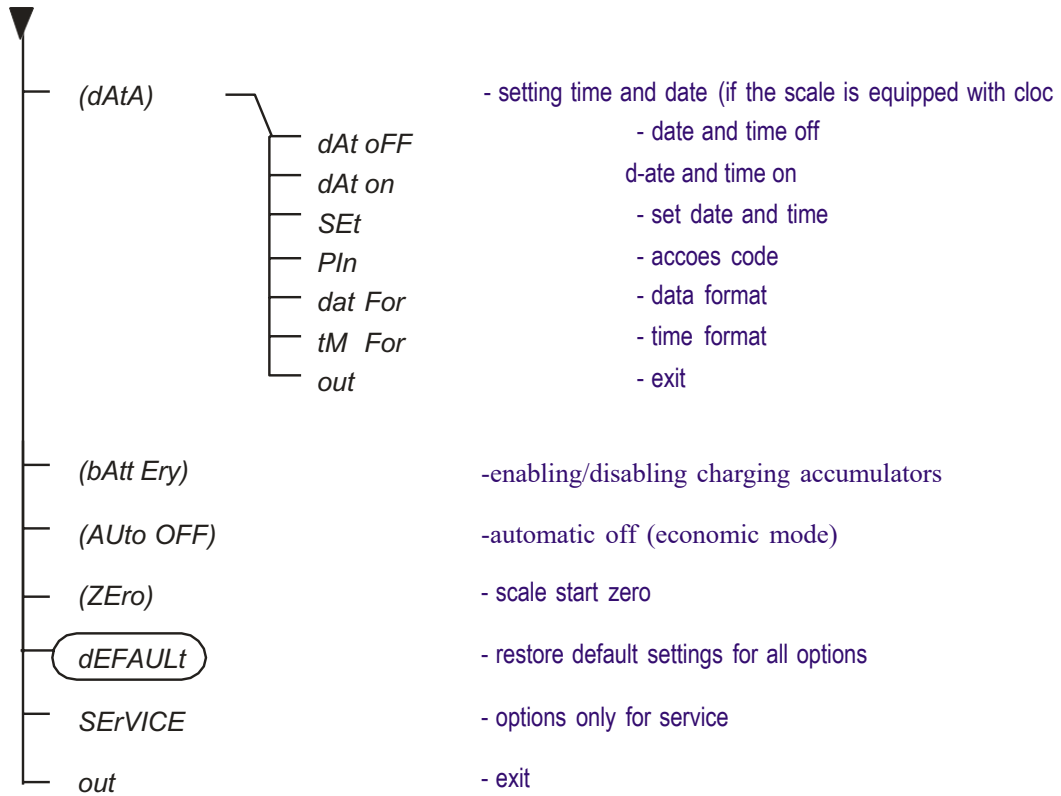 (dAtA) - setting time and date (if the scale is equipped with cloc
dAt oFF - date and time off
dAt on d-ate and time on
SEt - set date and time
PIn - accoes code
dat For - data format
tM For - time format
out - exit
(bAtt Ery) -enabling/disabling charging accumulators
(AUto OFF) -automatic off (economic mode)
(ZEro) - scale start zero
dEFAULt - restore default settings for all options
SErVICE - options only for service
out - exit